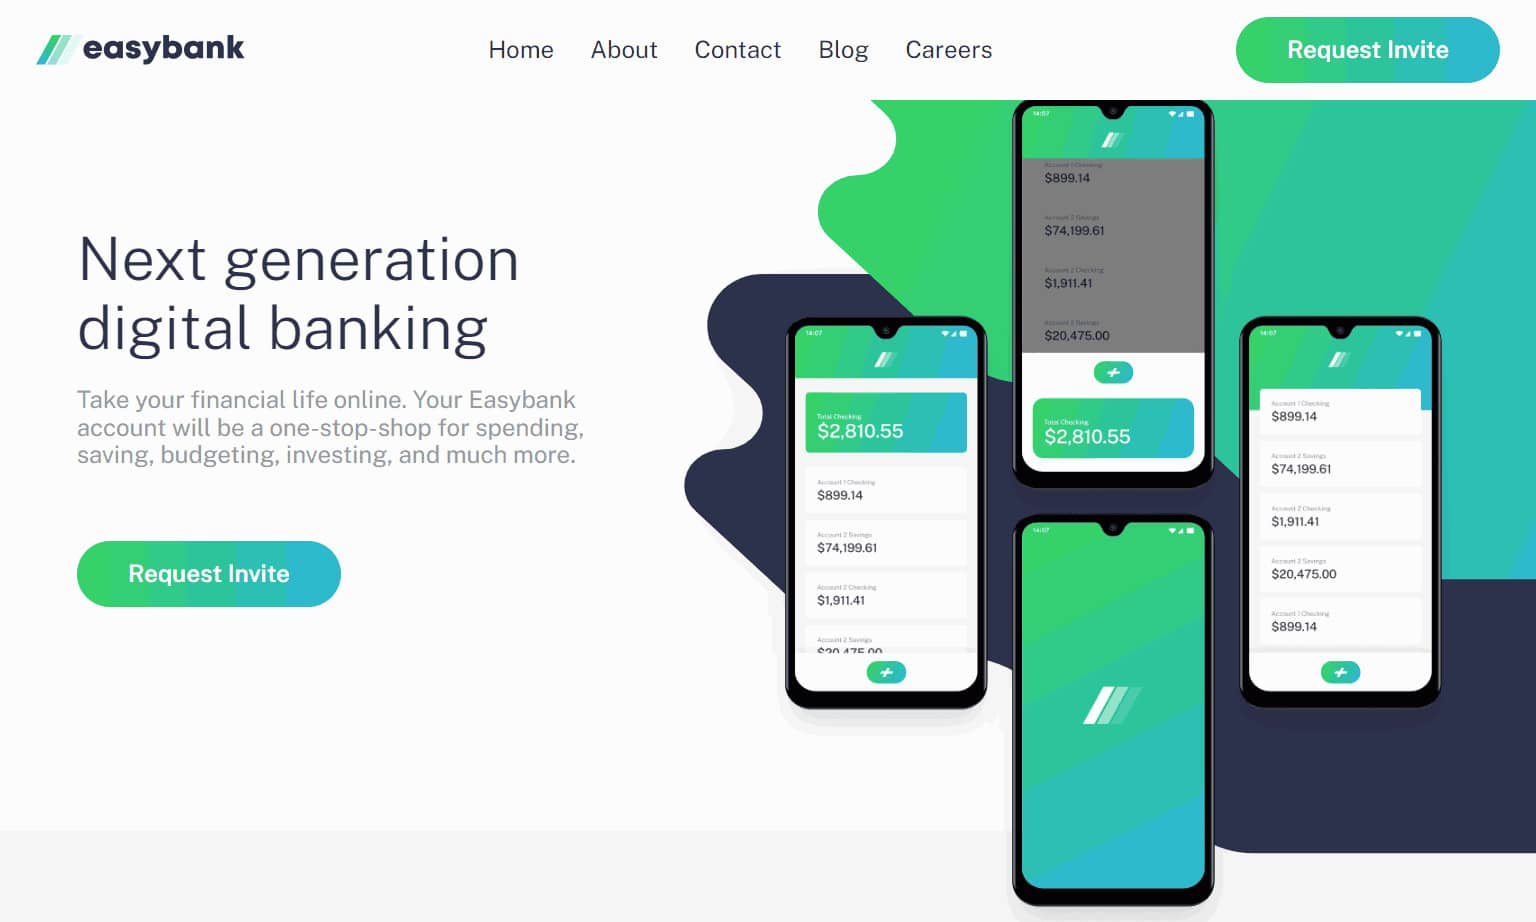 easybank
Home About Contact Blog Careers
Request Invite
Next generation
digital banking
Take your financial life online. Your Easybank
account will be a one-stop-shop for spending,
saving, budgeting, investing, and much more.
Request Invite
14:07
Total Checking
$2,810.55
Account 1 Checking
$899.14
Account 2 Savings
$74,199.61
Account 2 Checking
$1,911.41
Account 2 Savings
$20,475.00
14:07
Account 1 Checking
$899.14
Account 2 Savings
$74,199.61
Account 2 Checking
$1,911.41
Account 2 Savings
$20,475.00
Total Checking
$2,810.55
14:07
14:07
Account 1 Checking
$899.14
Account 2 Savings
$74,199.61
Account 2 Checking
$1,911.41
Account 2 Savings
$20,475.00
Account 1 Checking
$899.14